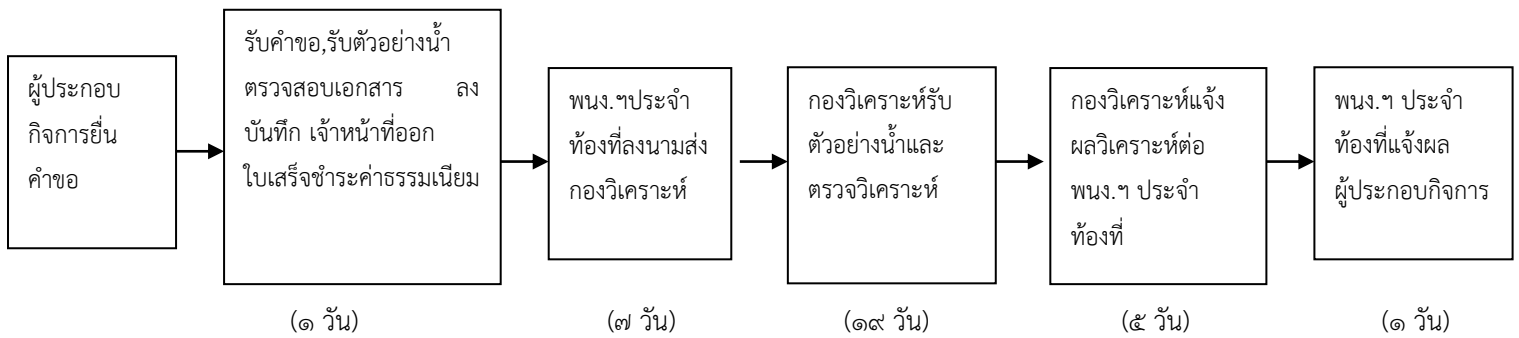 ผู้ประกอบ
กิจการยื่น
คำขอ
รับคำขอ,รับตัวอย่างน้ำ
ตรวจสอบเอกสาร ลง
บันทึก เจ้าหน้าที่ออก
ใบเสร็จชำระค่าธรรมเนียม
(๑ วัน)
พนง.ฯประจำ
ท้องที่ลงนามส่ง
กองวิเคราะห์
(๗ วัน)
กองวิเคราะห์รับ
ตัวอย่างน้ำและ
ตรวจวิเคราะห์
(๑๙ วัน)
กองวิเคราะห์แจ้ง
ผลวิเคราะห์ต่อ
พนง.ฯ ประจำ
ท้องที่
(๕ วัน)
พนง.ฯ ประจำ
ท้องที่แจ้งผล
ผู้ประกอบกิจการ
(๑ วัน)